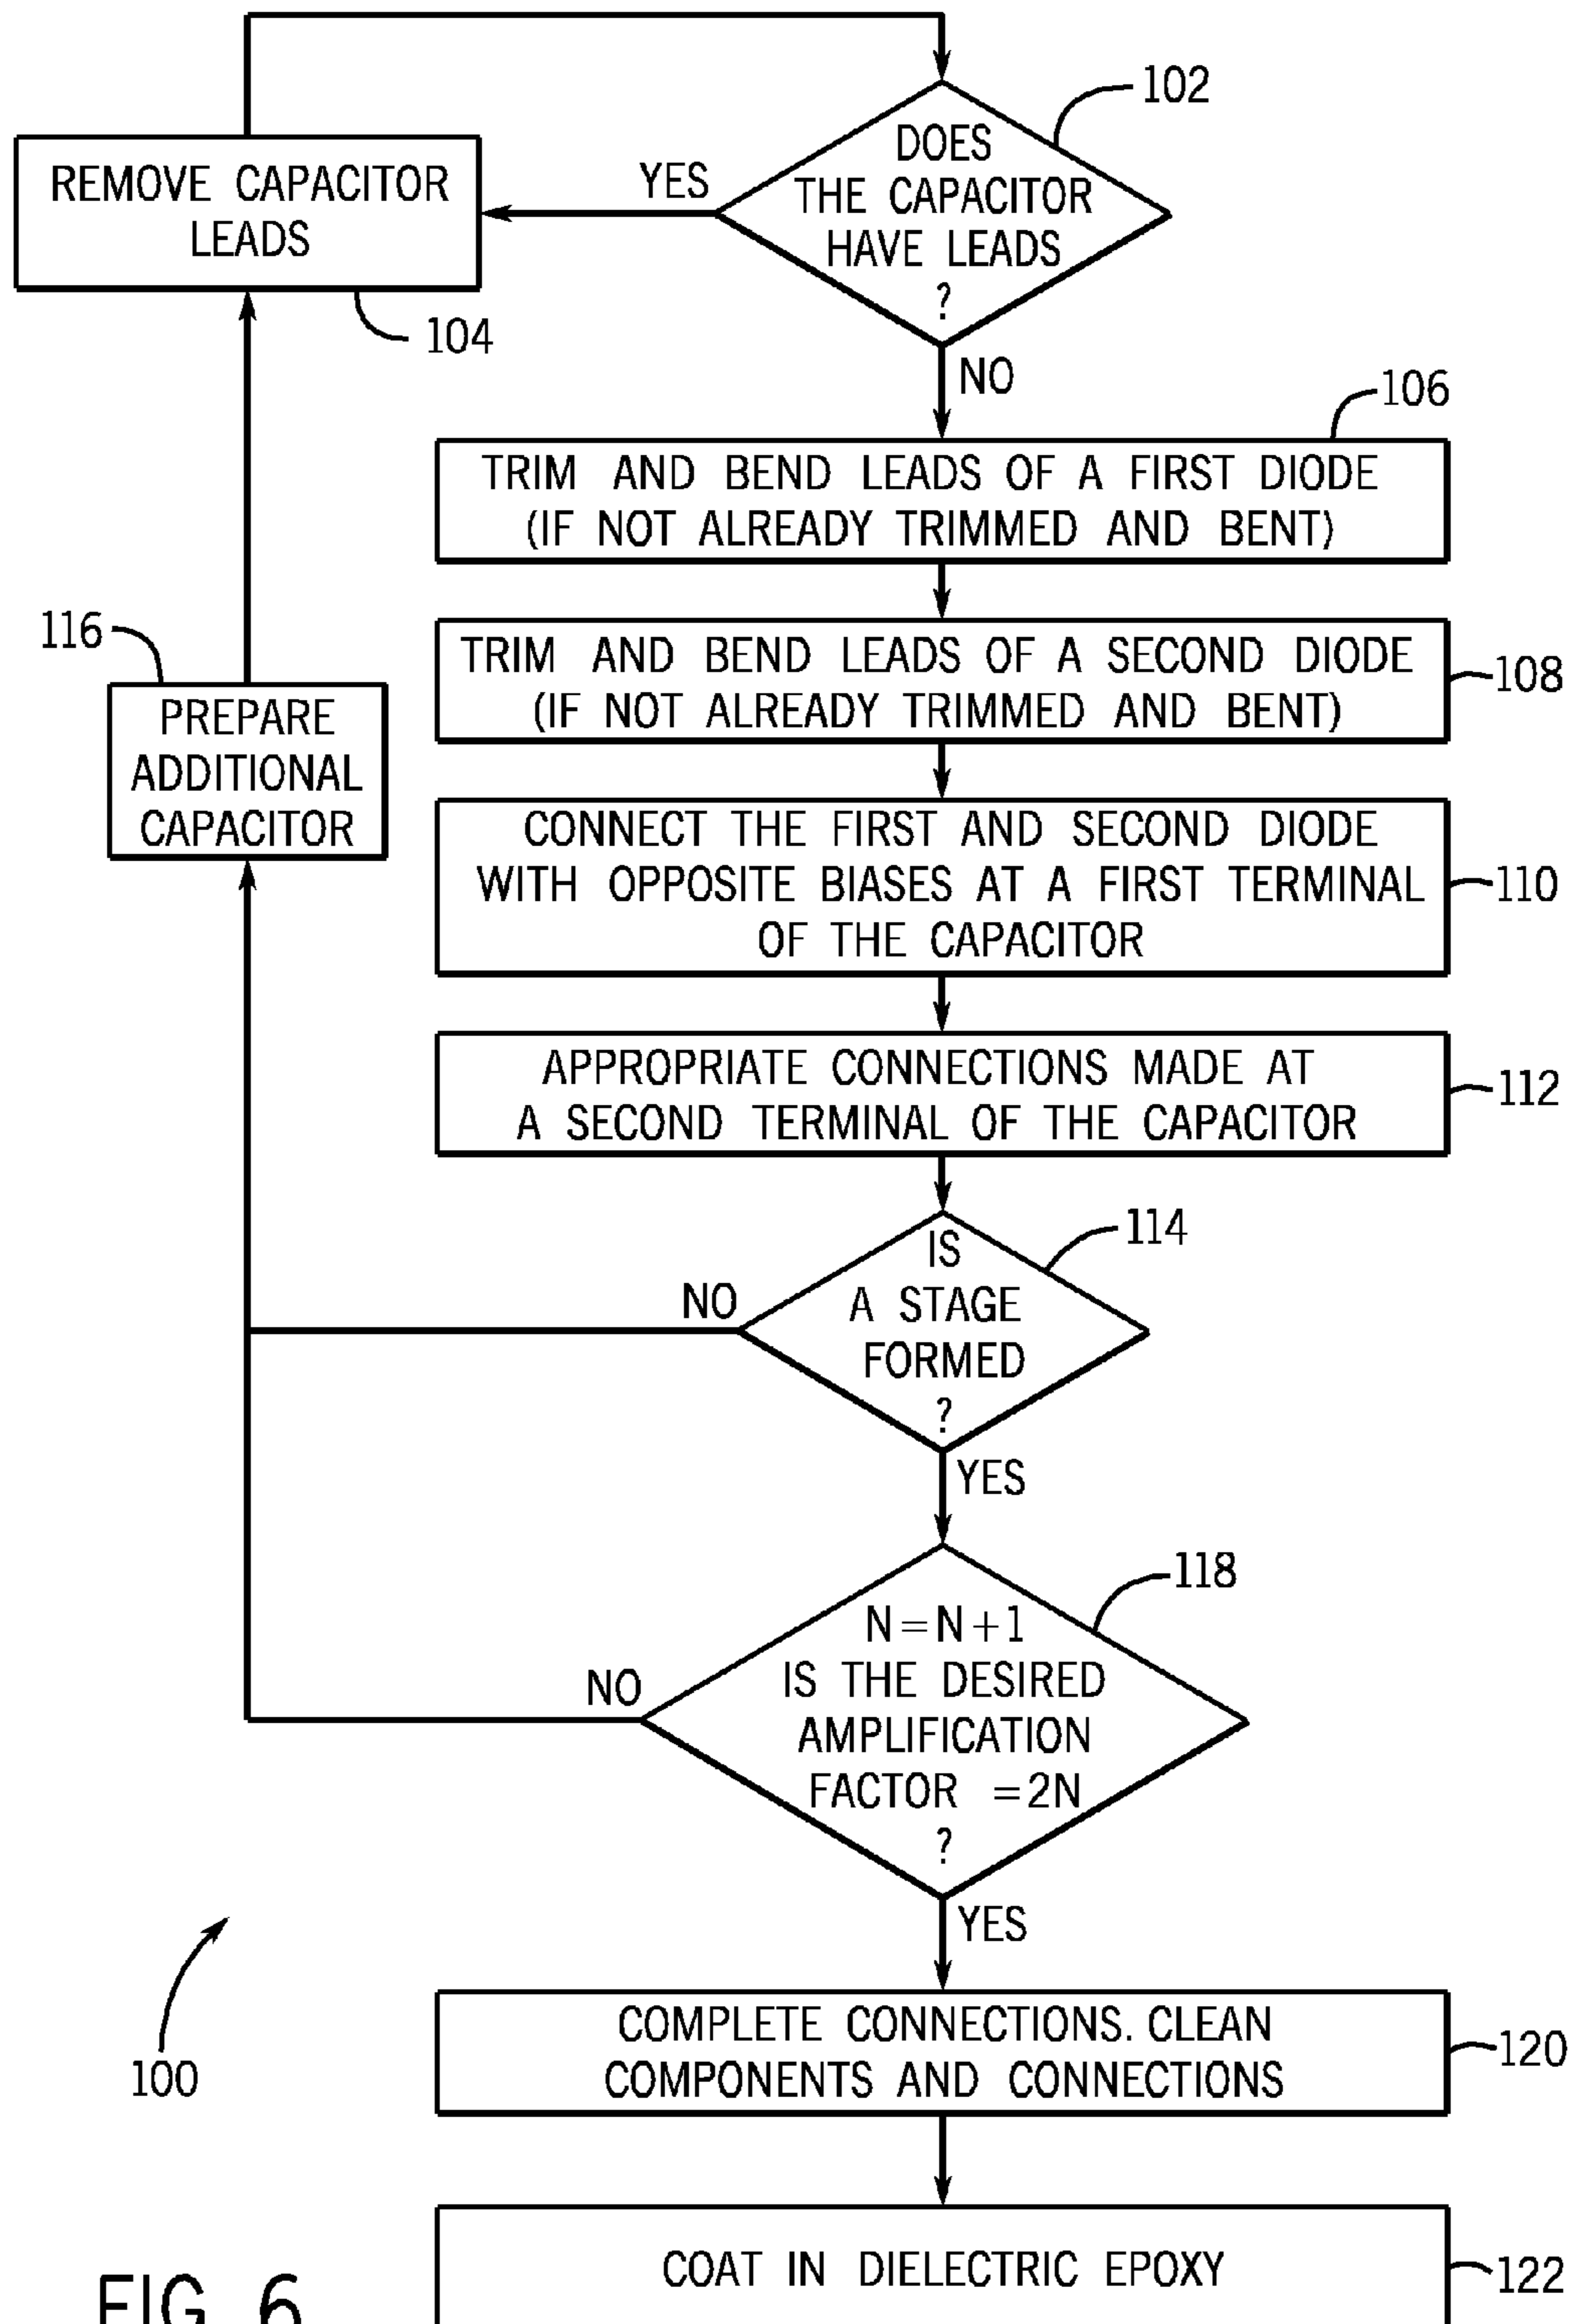 102
DOES
THE CAPACITOR
HAVE LEADS
?
YES
REMOVE CAPACITOR
LEADS
104
NO
106
TRIM AND BEND LEADS OF A FIRST DIODE
(IF NOT ALREADY TRIMMED AND BENT)
116
PREPARE
ADDITIONAL
CAPACITOR
TRIM AND BEND LEADS OF A SECOND DIODE
(IF NOT ALREADY TRIMMED AND BENT)
108
CONNECT THE FIRST AND SECOND DIODE
WITH OPPOSITE BIASES AT A FIRST TERMINAL
OF THE CAPACITOR
110
APPROPRIATE CONNECTIONS MADE AT
A SECOND TERMINAL OF THE CAPACITOR
112
114
IS
A STAGE
FORMED
?
NO
YES
118
N=N+1
IS THE DESIRED
AMPLIFICATION
FACTOR =2N
?
NO
YES
100
COMPLETE CONNECTIONS. CLEAN
COMPONENTS AND CONNECTIONS
120
COAT IN DIELECTRIC EPOXY
122
FIG. 6